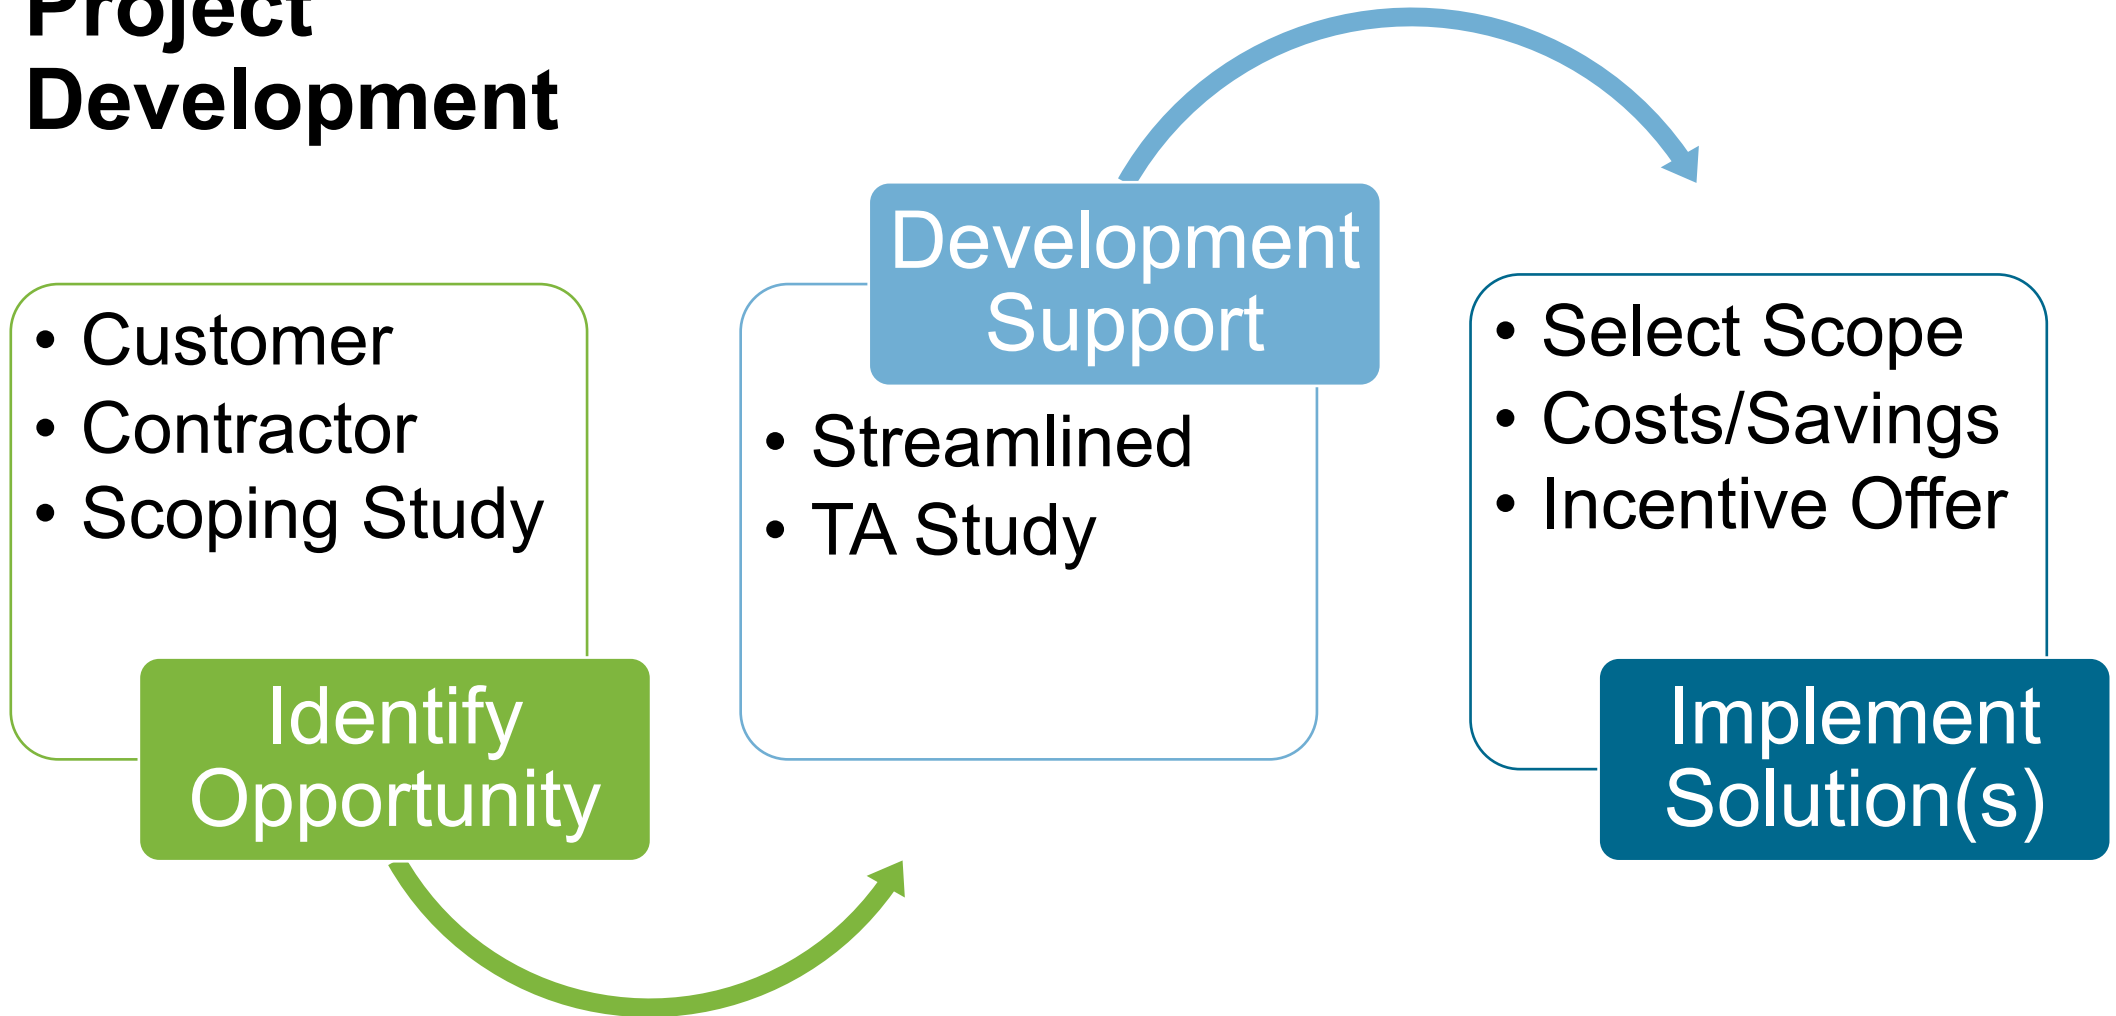 Project
Development
• Customer
• Contractor
• Scoping Study
Identify
Opportunity
Development
Support
• Streamlined
• TA Study
• Select Scope
• Costs/Savings
• Incentive Offer
Implement
Solution(s)